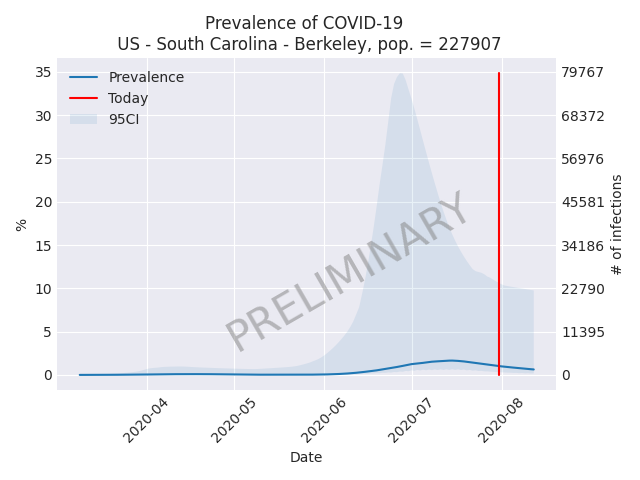 Prevalence of COVID-19
US - South Carolina - Berkeley, pop. = 227907
Prevalence
Today
95CI
PRELIMINARY
%
35
30
25
20
15
10
5
0
79767
68372
56976
45581
34186
22790
11395
0
# of infections
2020-04
2020-05
2020-06
2020-07
2020-08
Date